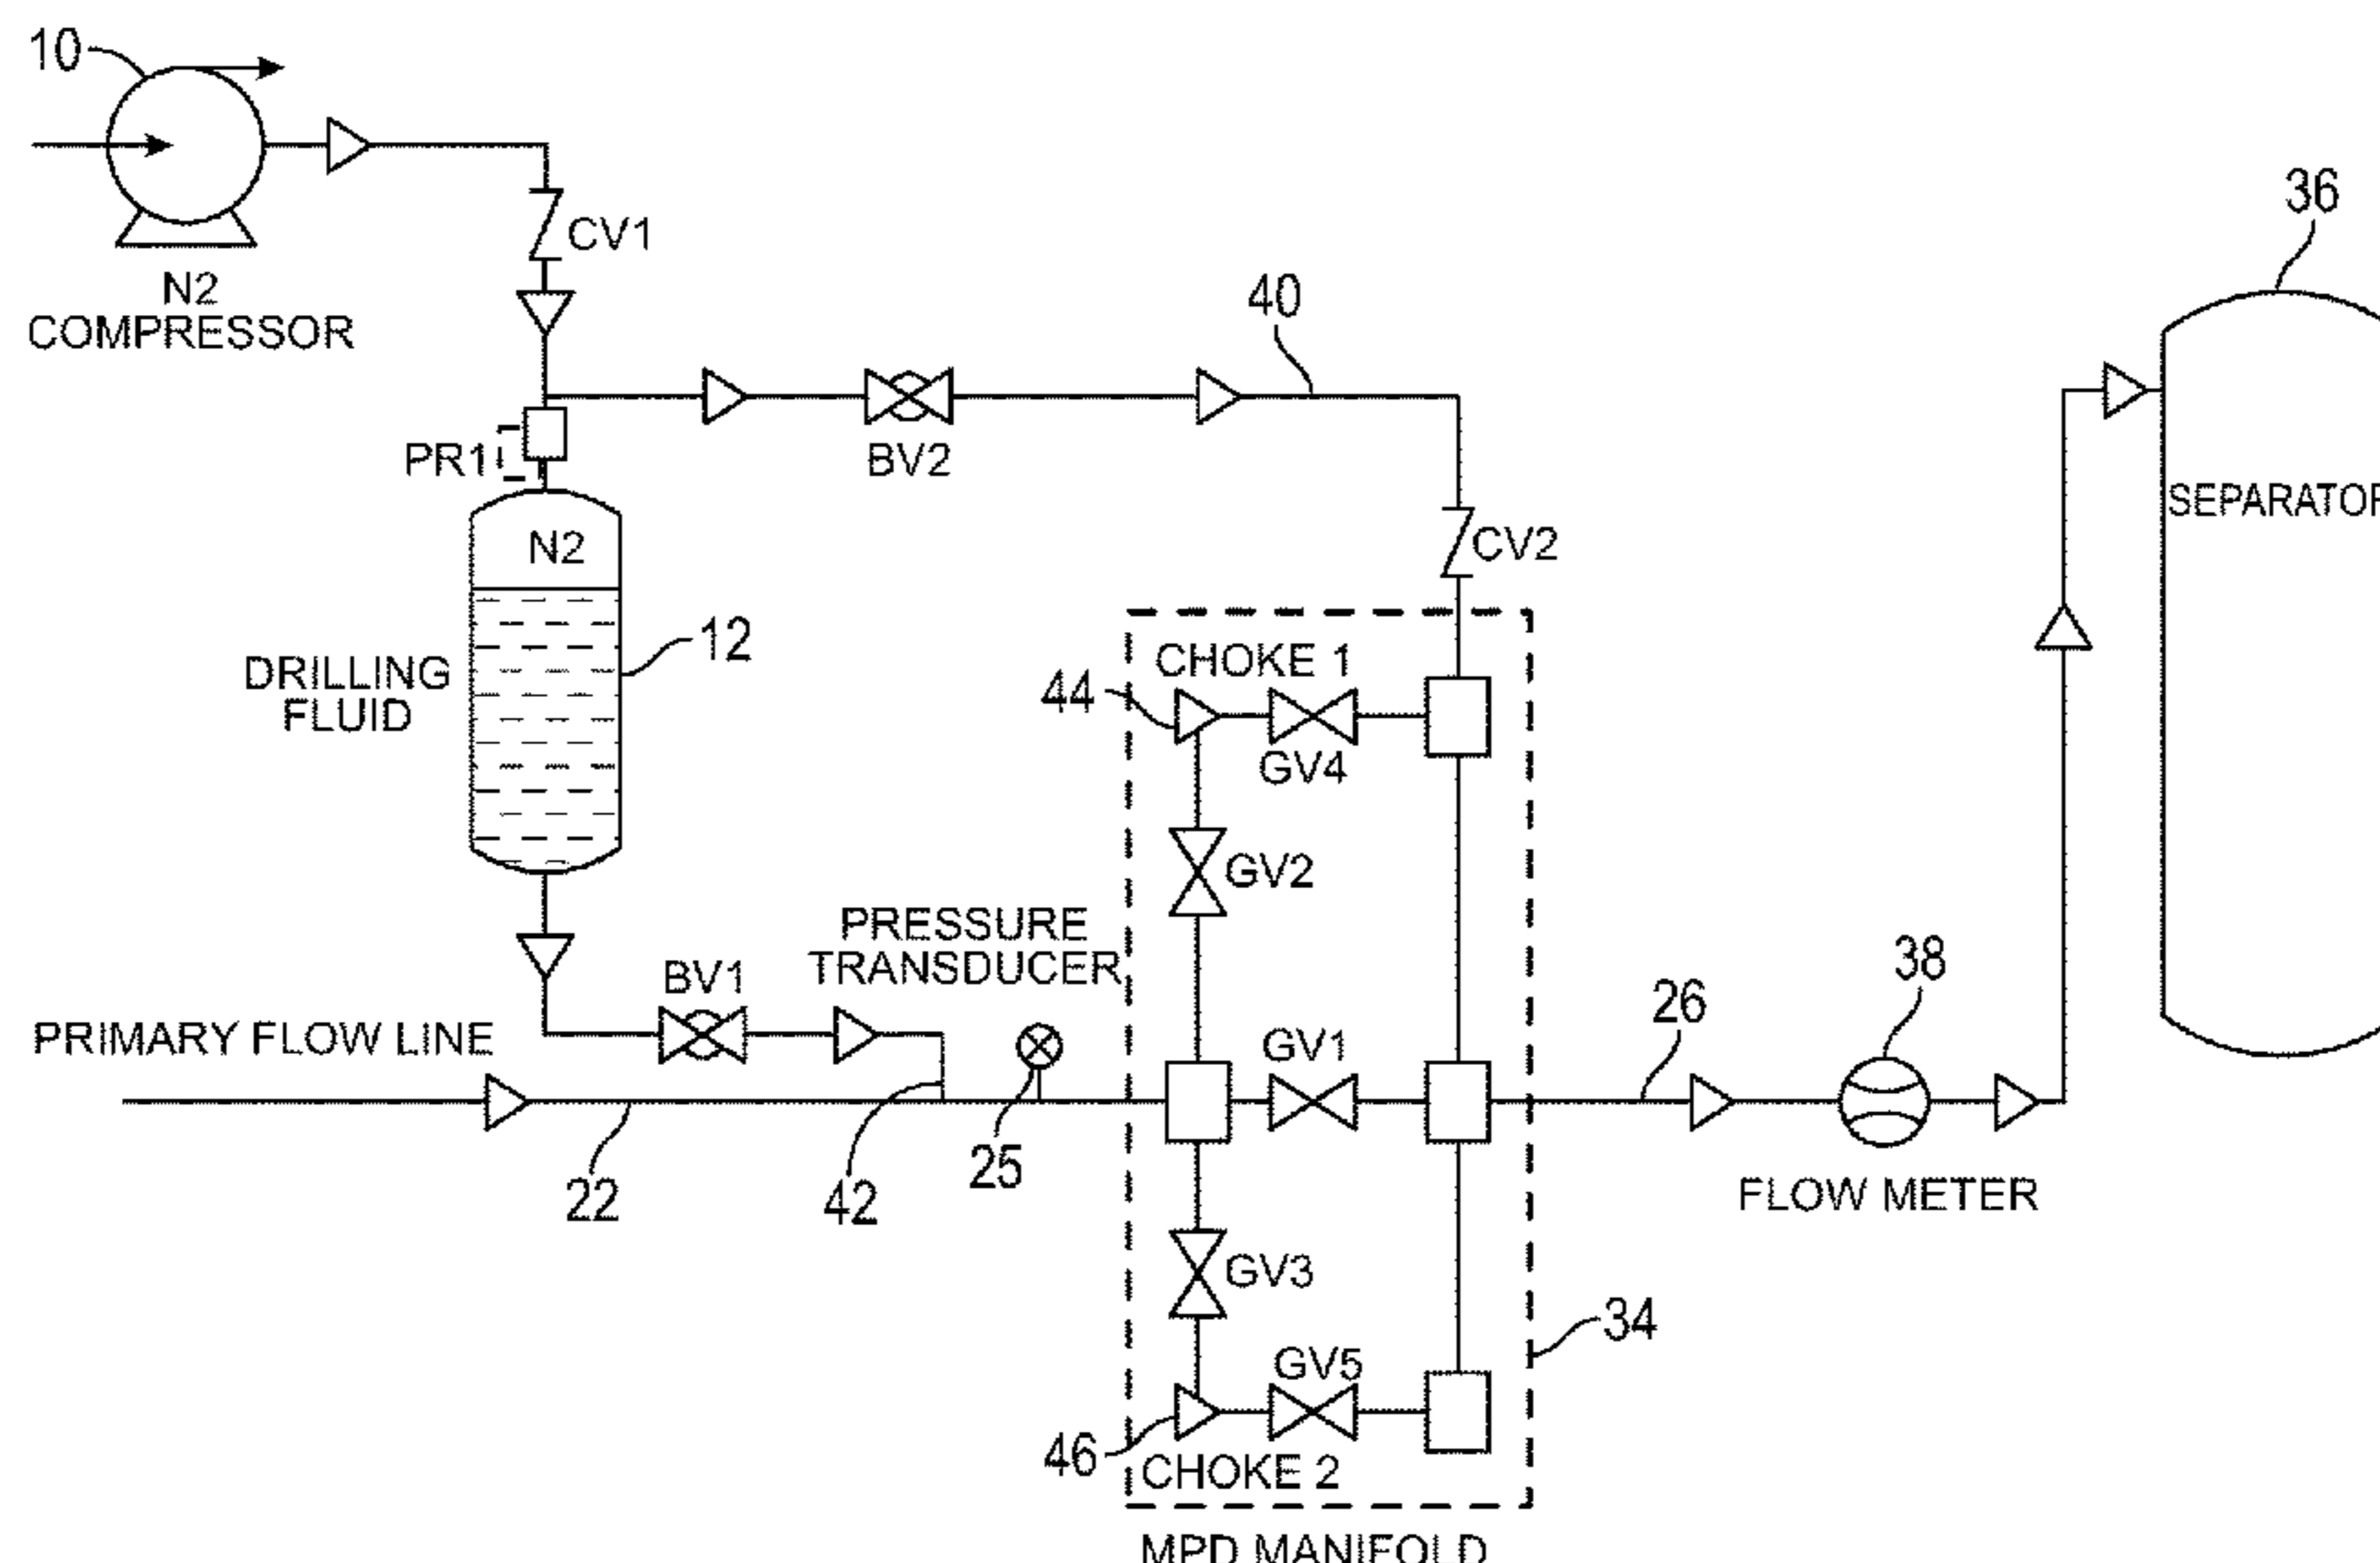 10
N2
COMPRESSOR
CV1
40
36
PR1
BV2
N2
CV2
SEPARATOR
DRILLING
FLUID
12
CHOKE 1
44
GV4
GV2
PRESSURE
TRANSDUCER
BV1
PRIMARY FLOW LINE
GV1
26
38
22
42
25
FLOW METER
GV3
34
GV5
46
CHOKE 2
MPD MANIFOLD